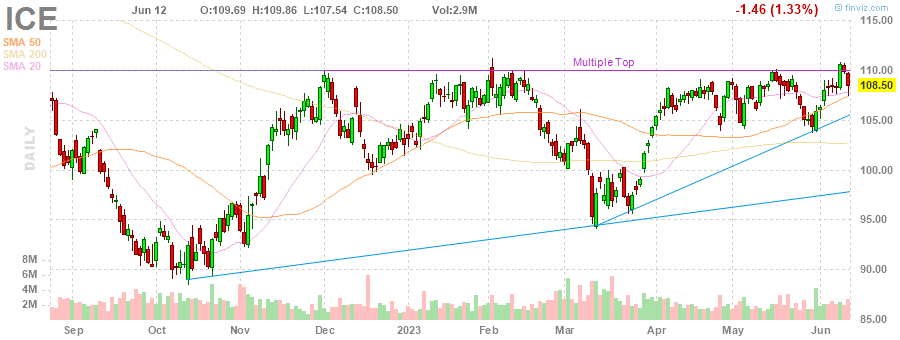 ICE
Jun 12 O:109.69 H:109.86 L:107.54 C:108.50 Vol:2.9M
-1.46 (1.33%)
© finviz.com
SMA 50
SMA 200
SMA 20
DAILY
Multiple Top
115.00
110.00
108.50
105.00
100.00
95.00
90.00
85.00
8M
6M
4M
2M
Sep Oct Nov Dec 2023 Feb Mar Apr May Jun